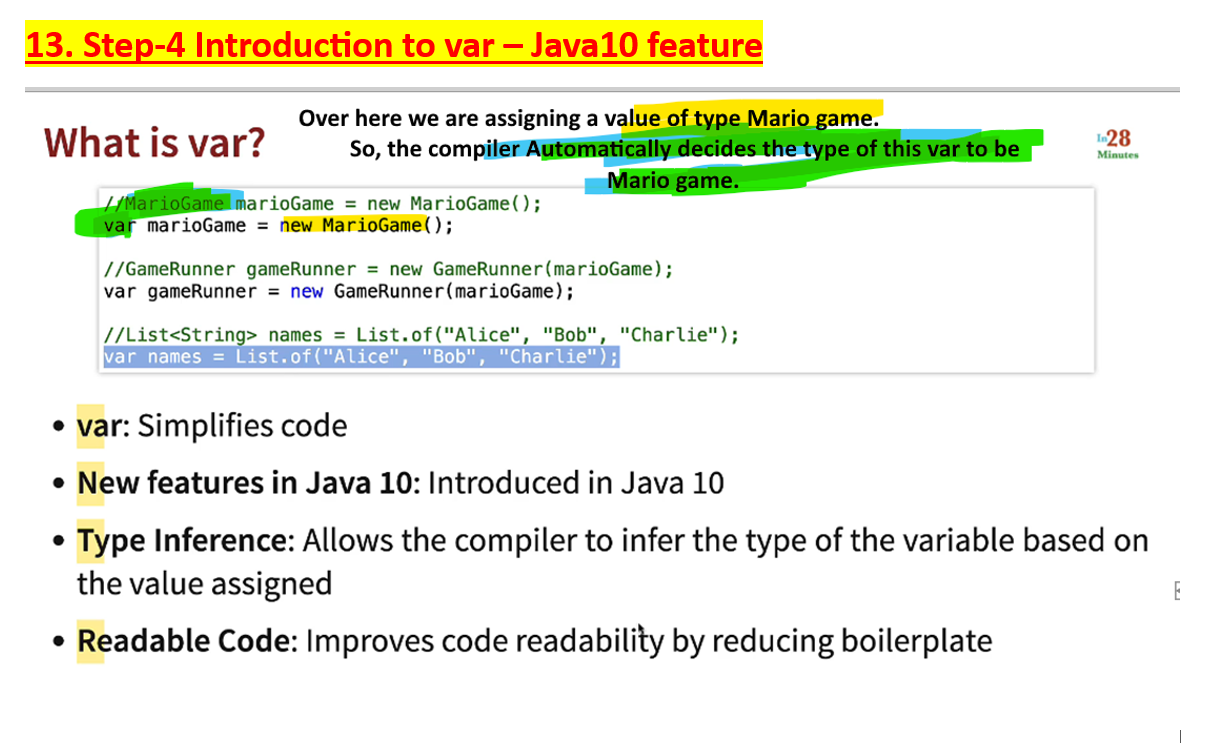 13. Step-4 Introduction to var – Java10 feature
Over here we are assigning a value of type Mario game.
What is var?
So, the compiler Automatically decides the type of this var to be
Mario game.
In28
Minutes
//MarioGame marioGame = new MarioGame();
var marioGame = new MarioGame();
//GameRunner gameRunner = new GameRunner(marioGame);
var gameRunner = new GameRunner(marioGame);
//List<String> names = List.of("Alice", "Bob", "Charlie");
var names = List.of("Alice", "Bob", "Charlie");
• var: Simplifies code
• New features in Java 10: Introduced in Java 10
• Type Inference: Allows the compiler to infer the type of the variable based on
the value assigned
• Readable Code: Improves code readability by reducing boilerplate